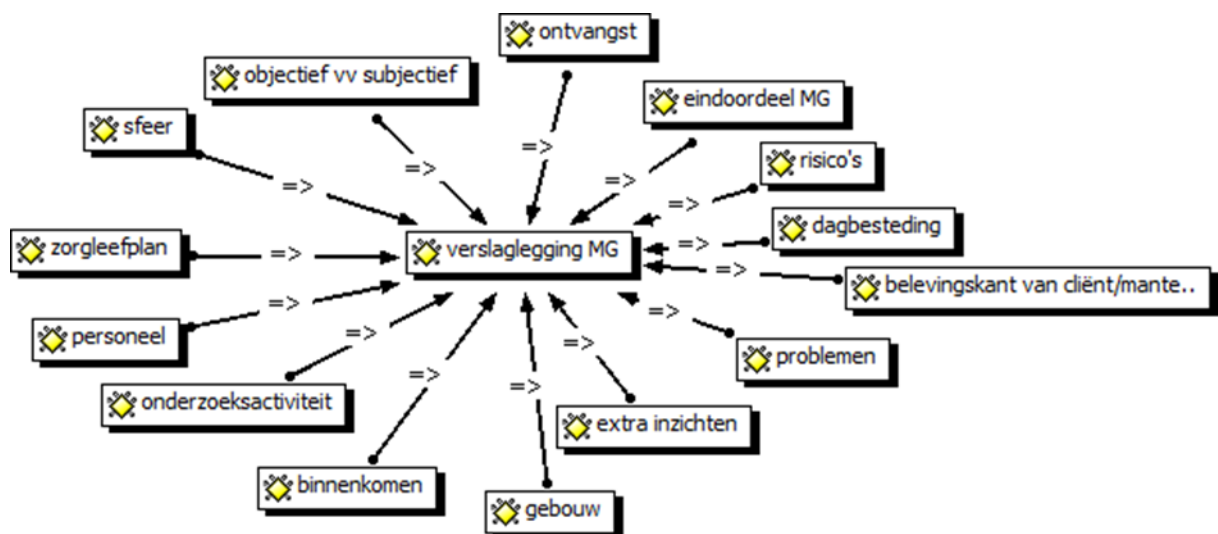 ontvangst
objectief vv subjectief
eindoordeel MG
sfeer
=>
=>
=>
risico's
=>
=>
=>
dagbesteding
zorgleefplan
=>
verslaglegging MG
=>
=>
belevingskant van cliënt/mante..
=>
=>
personeel
=>
=>
problemen
=>
=>
onderzoeksactiviteit
extra inzichten
binnenkomen
gebouw